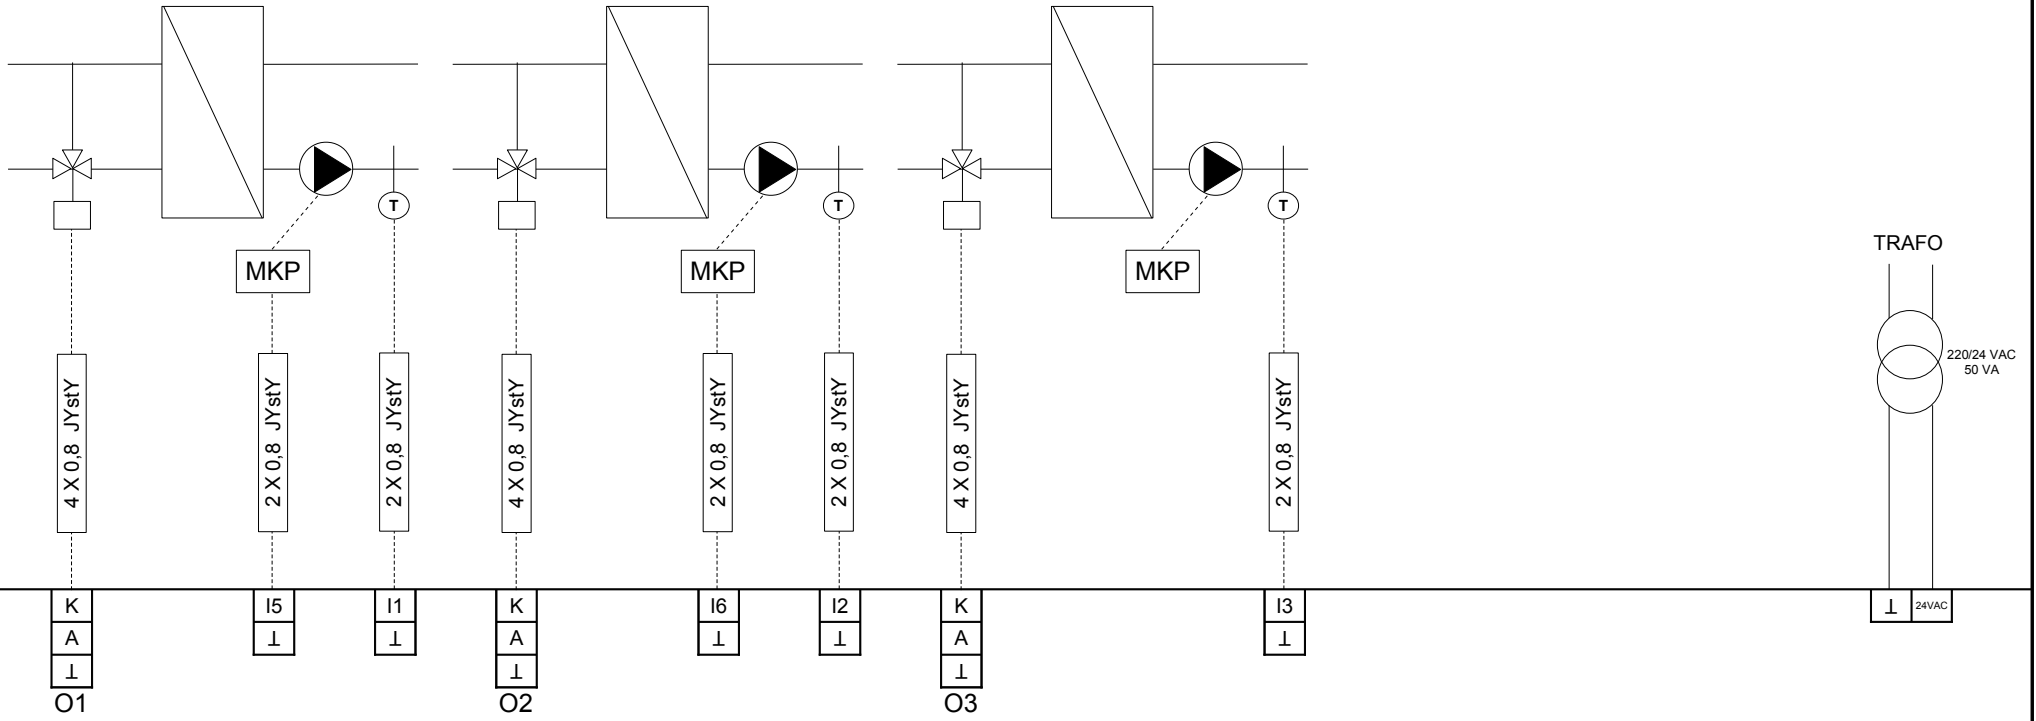 T
T
T
TRAFO
MKP
MKP
MKP
220/24 VAC
50 VA
4 X 0,8 JYstY
2 X 0,8 JYstY
2 X 0,8 JYstY
4 X 0,8 JYstY
2 X 0,8 JYstY
2 X 0,8 JYstY
4 X 0,8 JYstY
2 X 0,8 JYstY
K
A
⊥
O1
I5
⊥
I1
⊥
K
A
⊥
O2
I6
⊥
I2
⊥
K
A
⊥
O3
I3
⊥
⊥ 24VAC